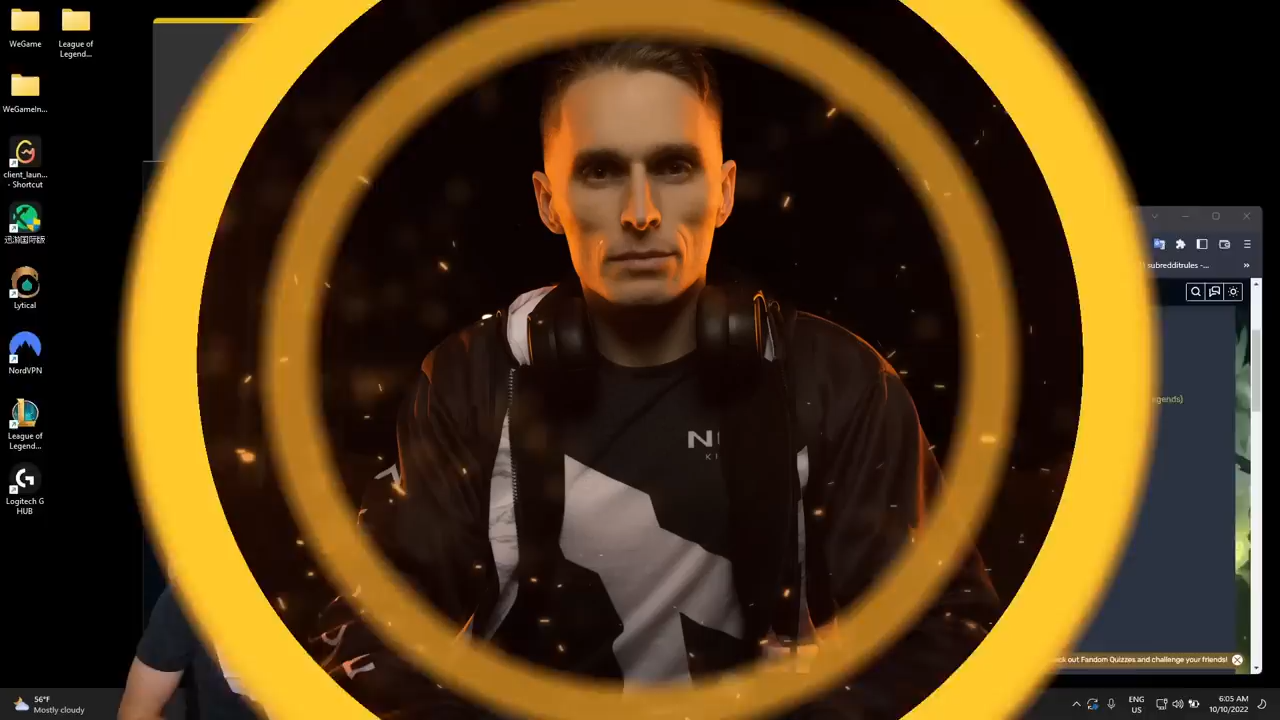 WeGame
League of
Legend...
WeGameIn...
client_laun...
- Shortcut
迅游国际版
Lytical
NordVPN
League of
Legend...
Logitech G
HUB
N
KI
subredditrules -...
egends)
eck out Fandom Quizzes and challenge your friends!
56°F
Mostly cloudy
ENG
US
6:05 AM
10/10/2022